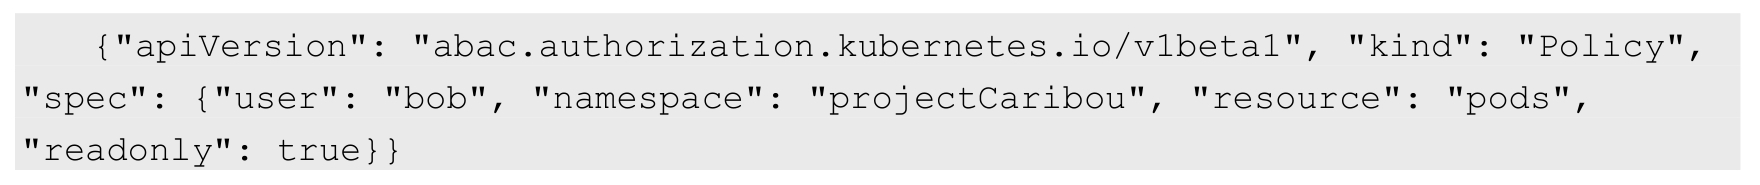 {"apiVersion": "abac.authorization.kubernetes.io/v1beta1", "kind": "Policy",
"spec": {"user": "bob", "namespace": "projectCaribou", "resource": "pods",
"readonly": true}}